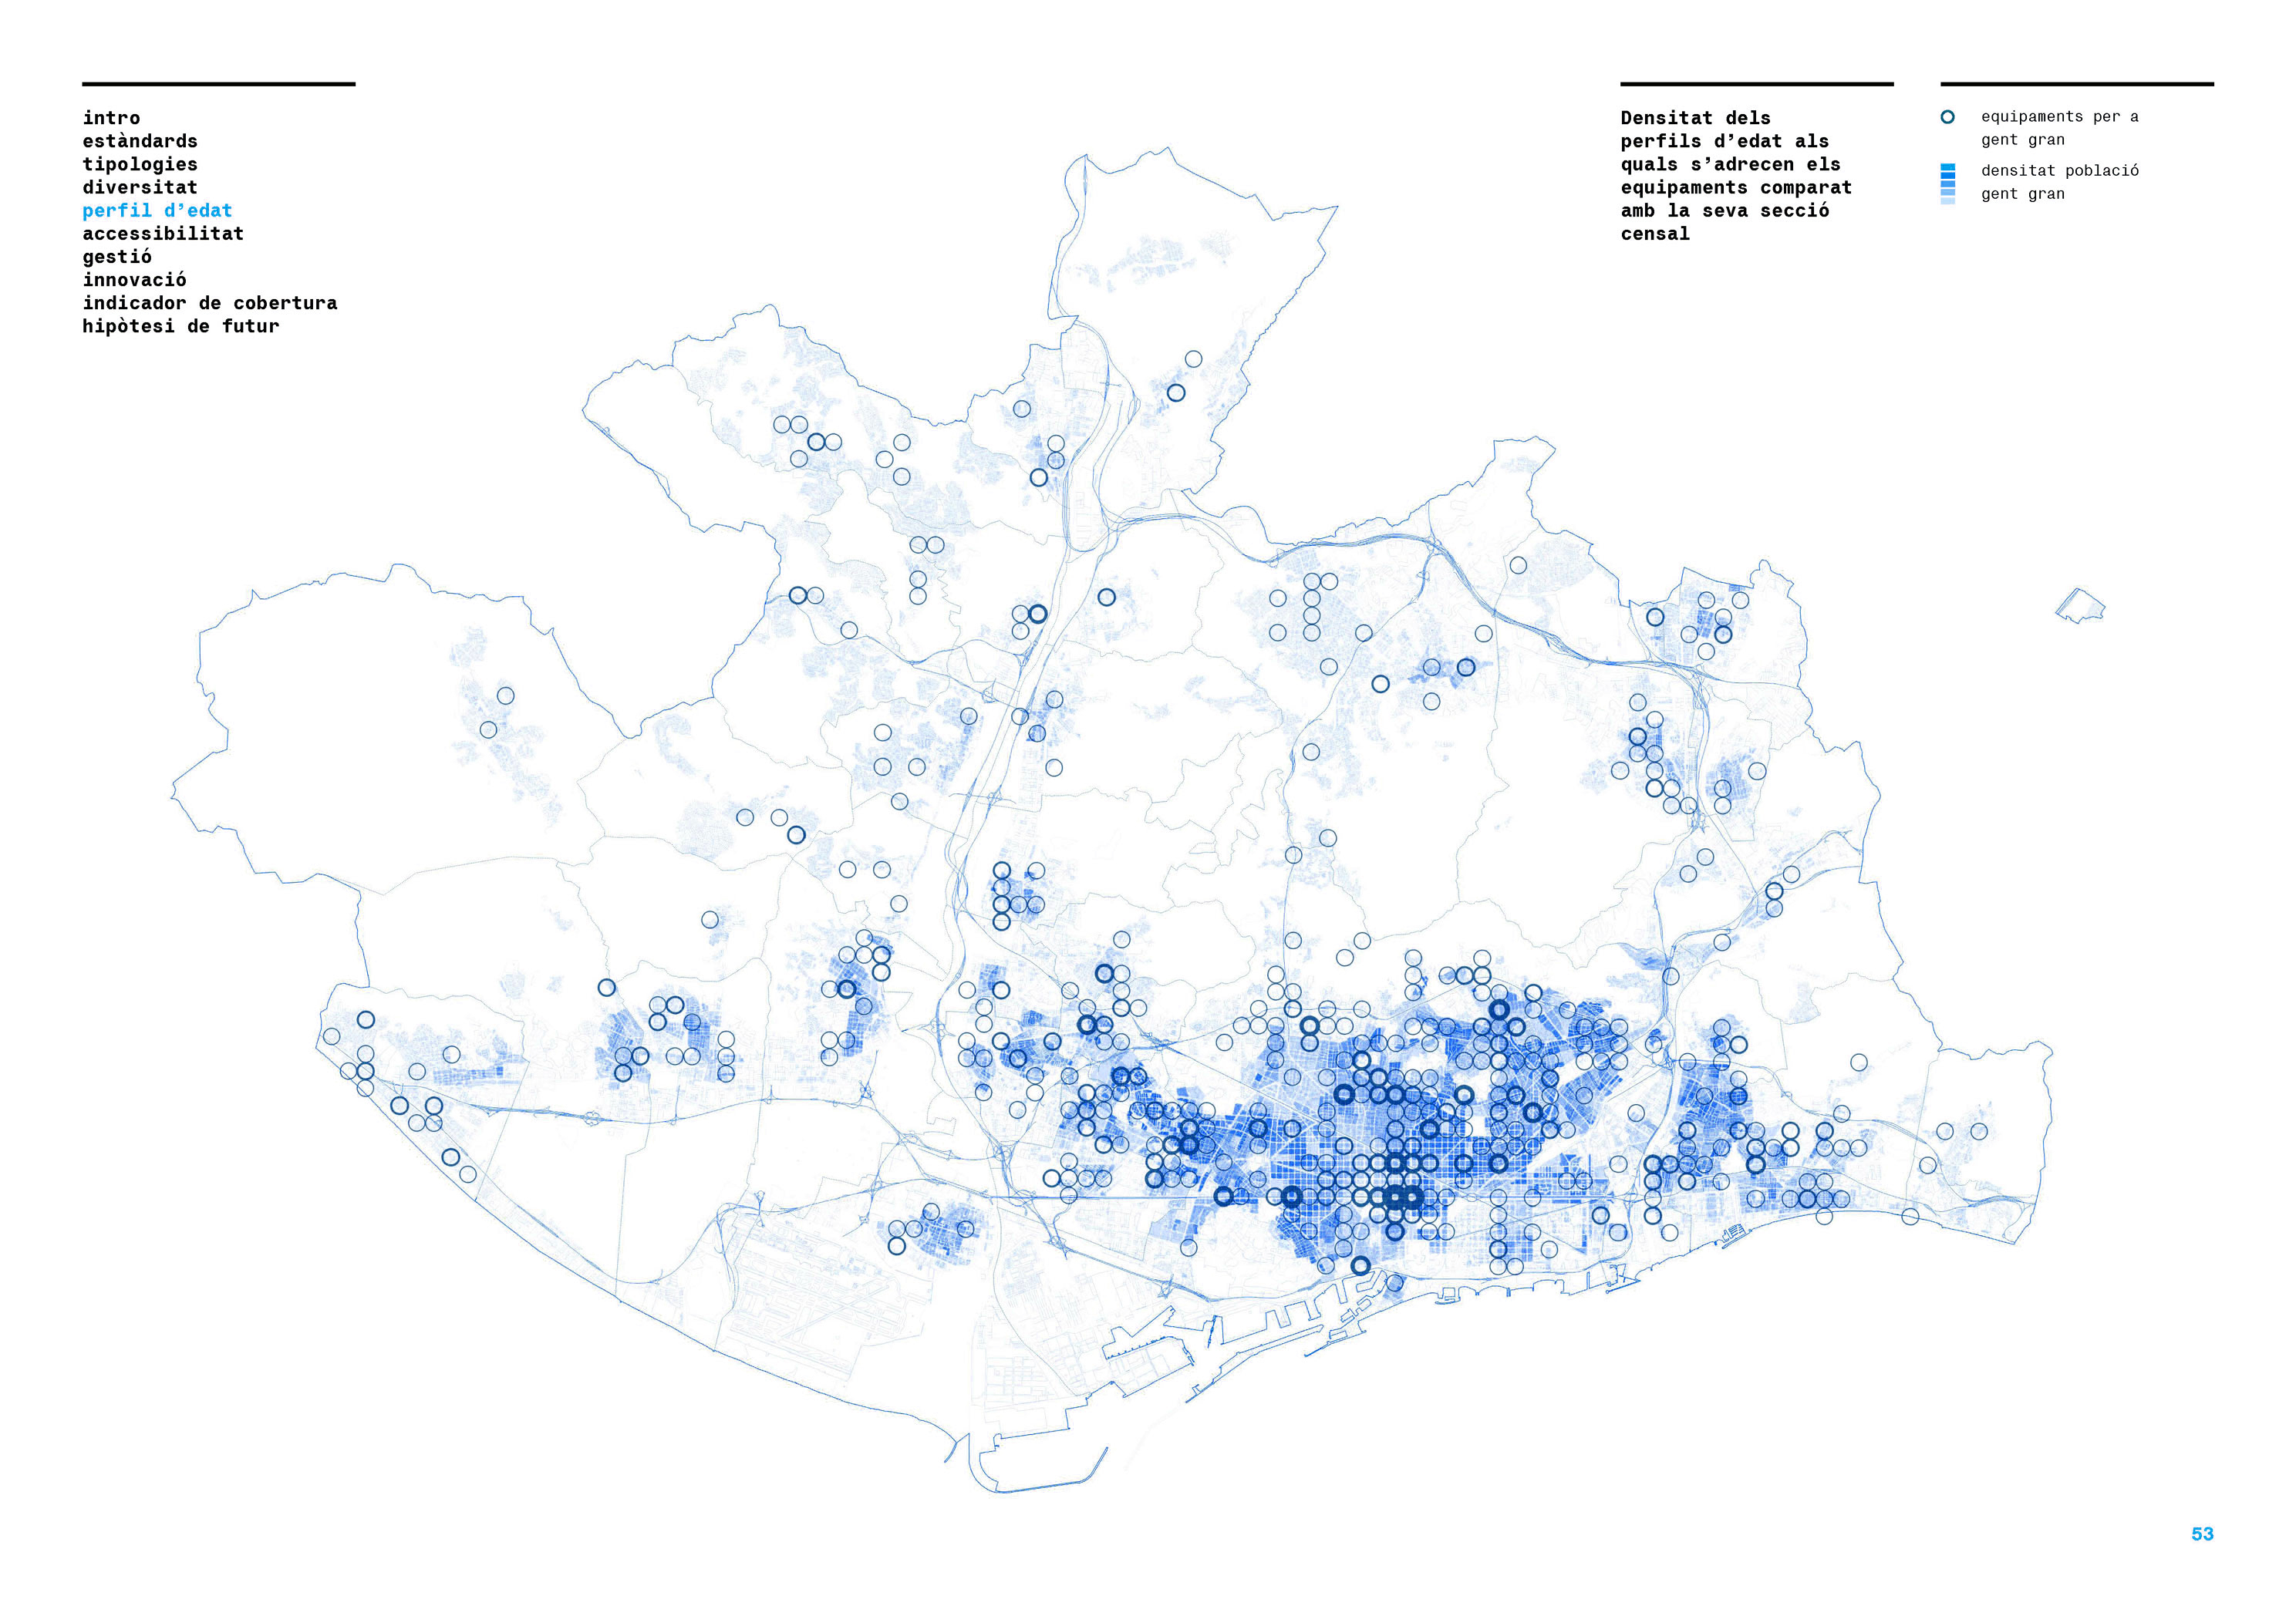 intro
estàndards
tipologies
diversitat
perfil d’edat
accessibilitat
gestió
innovació
indicador de cobertura
hipòtesi de futur
Densitat dels
perfils d’edat als
quals s’adrecen els
equipaments comparat
amb la seva secció
censal
equipaments per a
gent gran
densitat població
gent gran
53